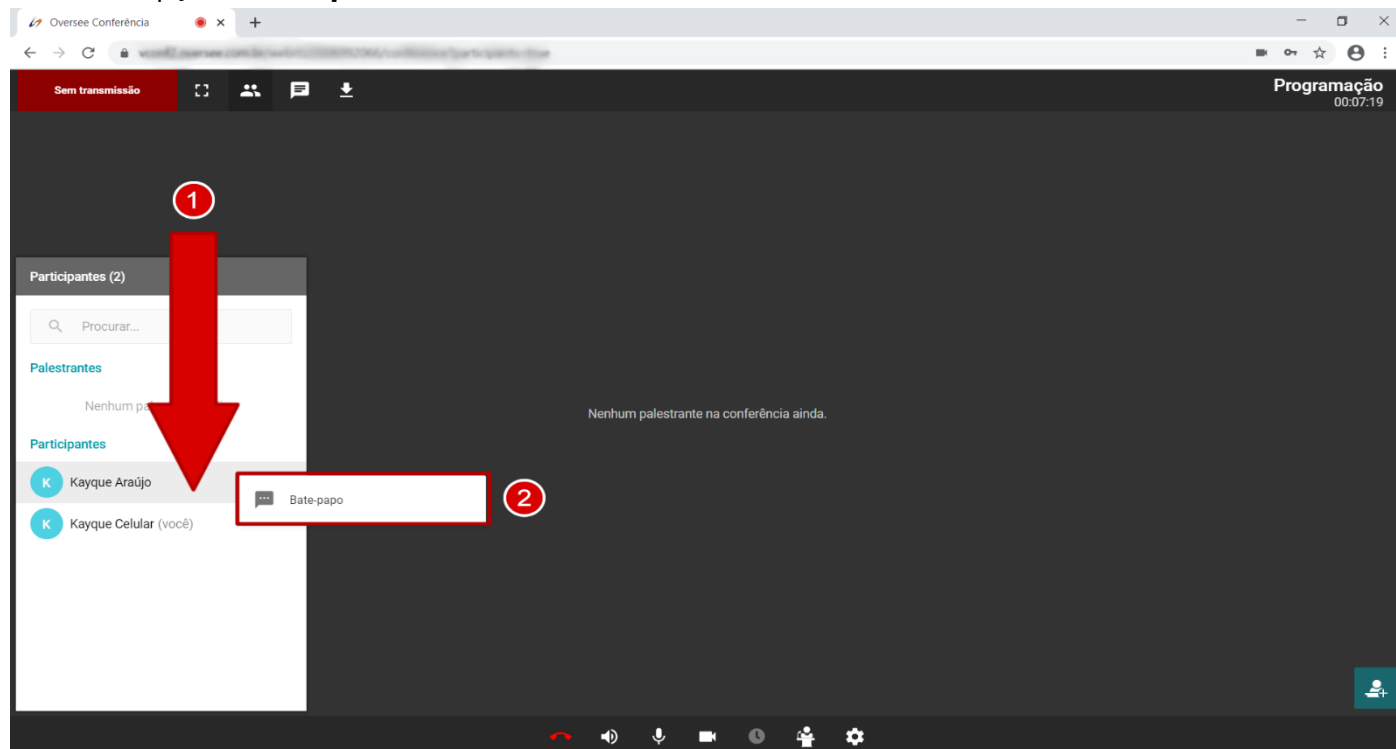 Oversee Conferência
Sem transmissão
Programação
00:07:19
1
Participantes (2)
Procurar...
Palestrantes
Nenhum
Nenhum palestrante na conferência ainda.
Participantes
K Kayque Araújo
Bate-papo
2
K Kayque Celular (você)